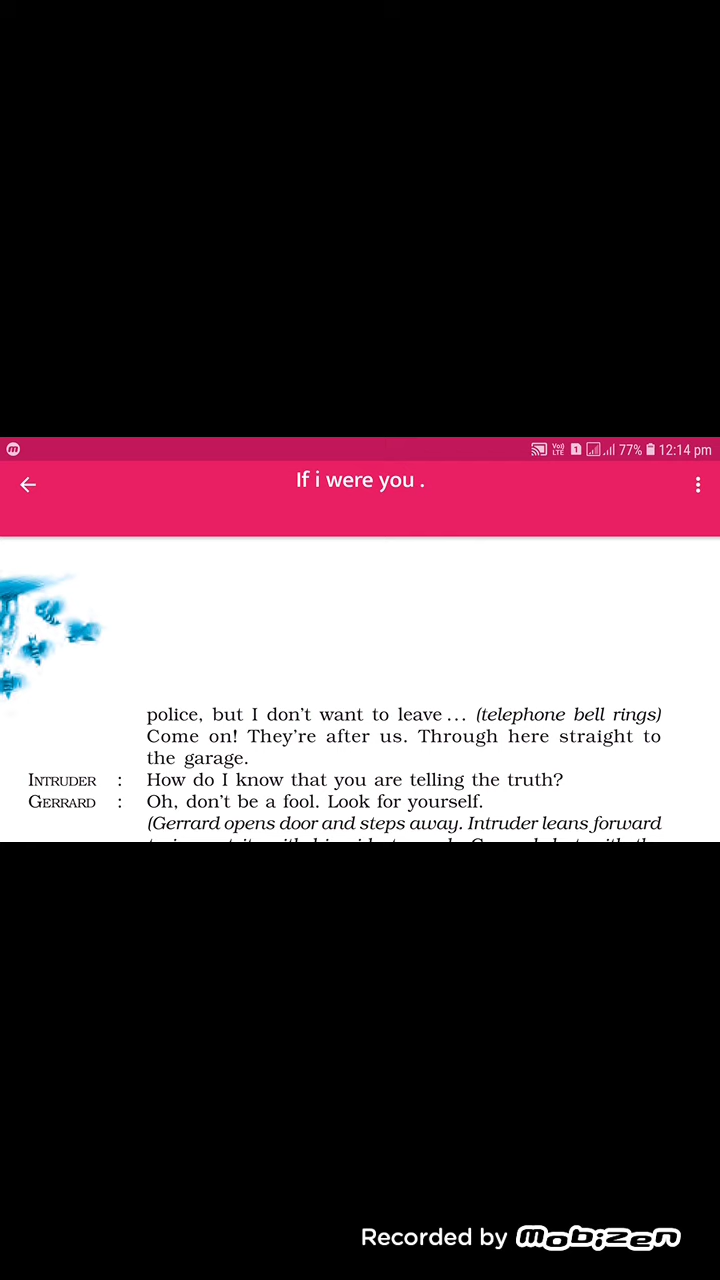 77% 12:14 pm
If i were you .
police, but I don't want to leave ... (telephone bell rings)
Come on! They're after us. Through here straight to
the garage.
INTRUDER : How do I know that you are telling the truth?
GERRARD : Oh, don't be a fool. Look for yourself.
(Gerrard opens door and steps away. Intruder leans forward
Recorded by Mobizen